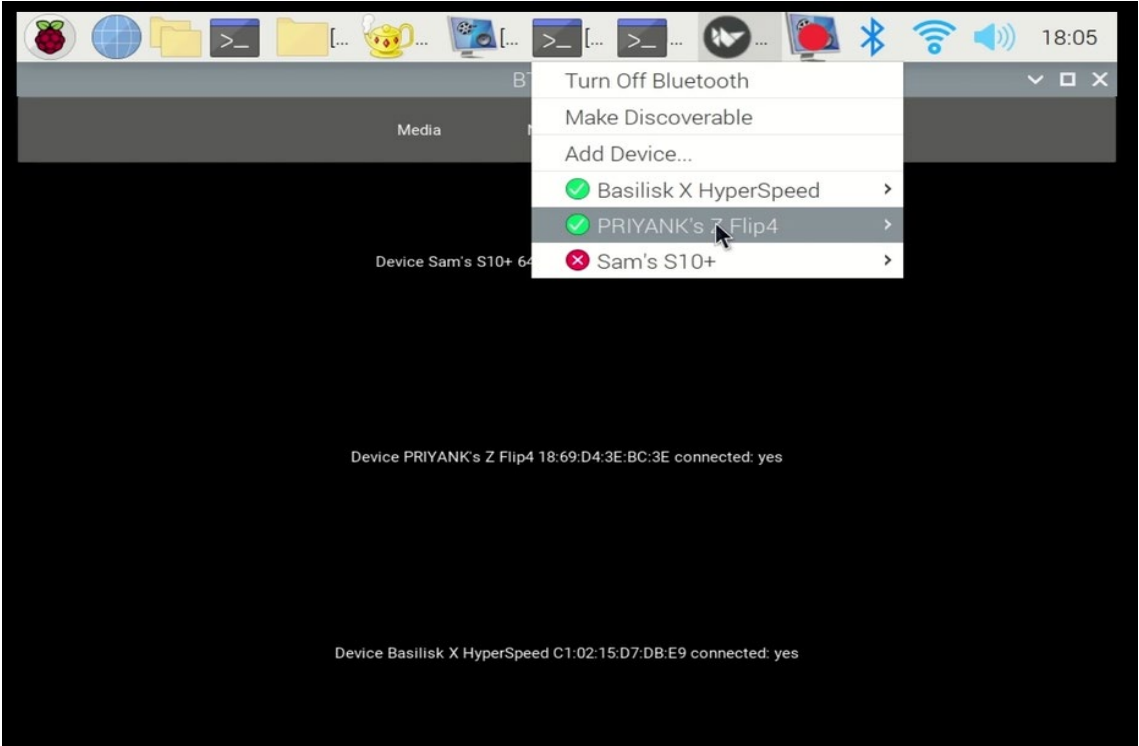 [... ... [... [... ... ... 18:05
BT
Turn Off Bluetooth
Make Discoverable
Media
Add Device...
Basilisk X HyperSpeed
PRIYANK's Z Flip4
Device Sam's S10+ 64
Sam's S10+
Device PRIYANK's Z Flip4 18:69:D4:3E:BC:3E connected: yes
Device Basilisk X HyperSpeed C1:02:15:D7:DB:E9 connected: yes